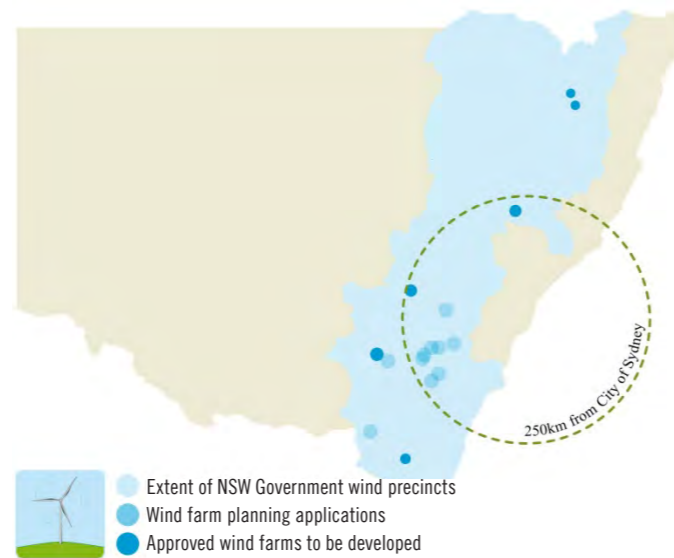 250km from City of Sydney
Extent of NSW Government wind precincts
Wind farm planning applications
Approved wind farms to be developed